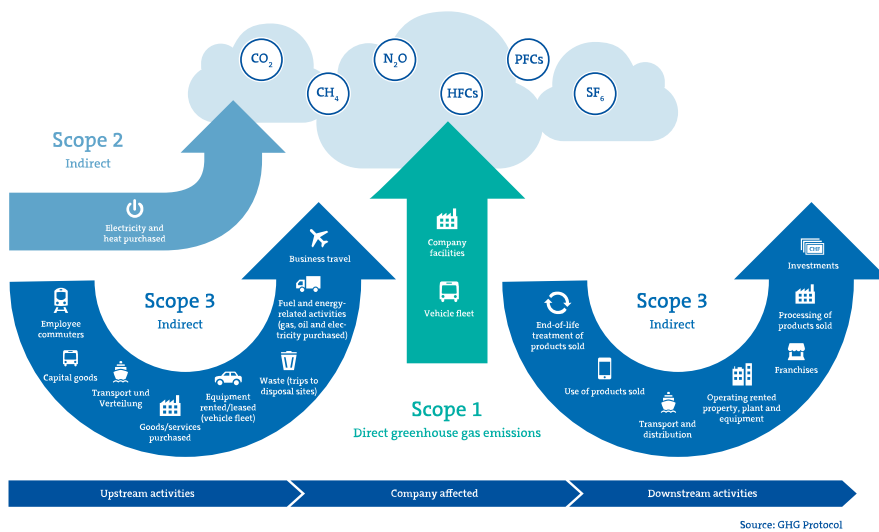 CO2
N2O
PFCs
CH4
HFCs
SF6
Scope 2
Indirect
Electricity and
heat purchased
Scope 3
Indirect
Employee
commuters
Capital goods
Transport und
Verteilung
Goods/services
purchased
Equipment
rented/leased
(vehicle fleet)
Waste (trips to
disposal sites)
Fuel and energy-
related activities
(gas, oil and elec-
tricity purchased)
Business travel
Company
facilities
Vehicle fleet
Scope 1
Direct greenhouse gas emissions
Scope 3
Indirect
End-of-life
treatment of
products sold
Use of products sold
Transport and
distribution
Operating rented
property, plant and
equipment
Franchises
Processing of
products sold
CHF
Investments
Upstream activities
Company affected
Downstream activities
Source: GHG Protocol